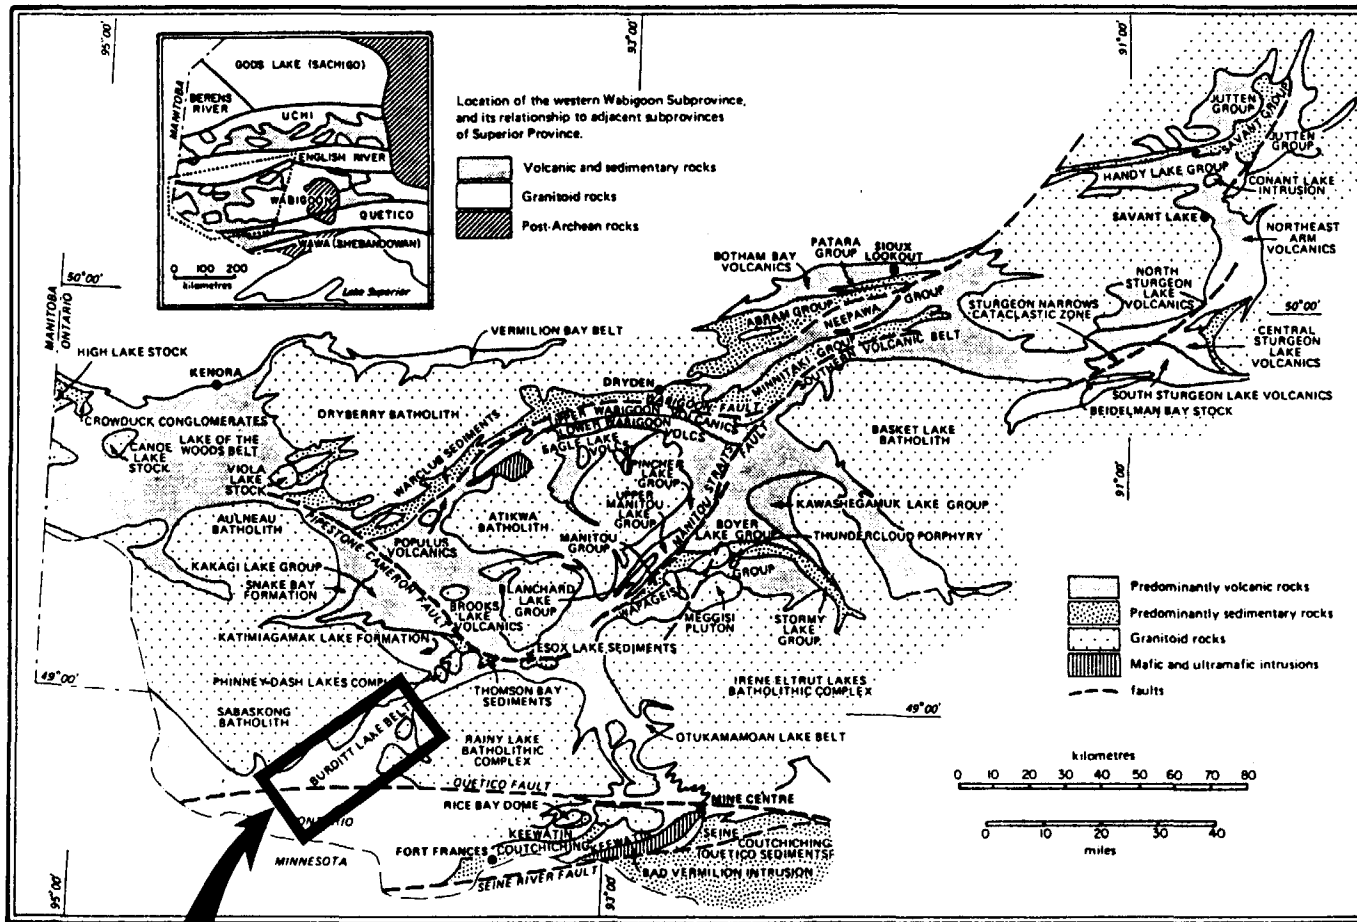 95°00'
93°00'
91°00'
GODS LAKE (SACHIGO)
BERENS
RIVER
MANITOBA
UCHI
ENGLISH RIVER
WABIGOON
QUETICO
WAWA (SHEBANDOWAN)
0 100 200
kilometres
Lake Superior
Location of the western Wabigoon Subprovince,
and its relationship to adjacent subprovinces
of Superior Province.
Volcanic and sedimentary rocks
Granitoid rocks
Post-Archean rocks
JUTTEN
GROUP
SAVANT GROUP
JUTTEN
GROUP
HANDY LAKE GROUP
CONANT LAKE
INTRUSION
SAVANT LAKE
NORTHEAST
ARM
VOLCANICS
PATARA
GROUP
SIOUX
LOOKOUT
BOTHAM BAY
VOLCANICS
NORTH
STURGEON
LAKE
VOLCANICS
50°00'
MANITOBA
ONTARIO
ABRAM GROUP
NEEPAWA GROUP
STURGEON NARROWS
CATACLASTIC ZONE
50°00'
CENTRAL
STURGEON
LAKE
VOLCANICS
VERMILION BAY BELT
HIGH LAKE STOCK
KENORA
MINNITAKI GROUP
SOUTHERN VOLCANIC BELT
DRYDEN
SOUTH STURGEON LAKE VOLCANICS
BEIDELMAN BAY STOCK
CROWDUCK CONGLOMERATES
DRYBERRY BATHOLITH
WABIGOON FAULT
UPPER WABIGOON VOLCANICS
LOWER WABIGOON
VOLCS
CANOE
LAKE
STOCK
LAKE OF THE
WOODS BELT
WARCLUB SEDIMENTS
EAGLE LAKE
VOLCS
BASKET LAKE
BATHOLITH
VIOLA
LAKE
STOCK
PINCHER
LAKE
GROUP
MANITOU STRAITS FAULT
91°00'
UPPER
MANITOU
LAKE
GROUP
KAWASHEGAMUK LAKE GROUP
AULNEAU
BATHOLITH
PIPESTONE CAMERON FAULT
ATIKWA
BATHOLITH
BOYER
LAKE GROUP
THUNDERCLOUD PORPHYRY
POPULUS
VOLCANICS
MANITOU
GROUP
KAKAGI LAKE GROUP
SNAKE BAY
FORMATION
LANCHARD
LAKE
GROUP
GROUP
BROOKS
LAKE
VOLCANICS
MEGGISI
PLUTON
STORMY
LAKE
GROUP
KATIMIAGAMAK LAKE FORMATION
ESOX LAKE SEDIMENTS
Predominantly volcanic rocks
Predominantly sedimentary rocks
Granitoid rocks
Mafic and ultramafic intrusions
faults
49°00'
PHINNEY-DASH LAKES COMPL
THOMSON BAY
SEDIMENTS
IRENE ELTRUT LAKES
BATHOLITHIC COMPLEX
SABASKONG
BATHOLITH
49°00'
BURDITT LAKE BELT
RAINY LAKE
BATHOLITHIC
COMPLEX
OTUKAMAMOAN LAKE BELT
kilometres
0 10 20 30 40 50 60 70 80
QUETICO FAULT
RICE BAY DOME
MINE CENTRE
ONTARIO
MINNESOTA
KEEWATIN
COUTCHICHING
KEEWATIN
SEINE
COUTCHICHING
QUETICO SEDIMENTS
0 10 20 30 40
miles
FORT FRANCES
BAD VERMILION INTRUSION
SEINE RIVER FAULT
95°00'
93°00'